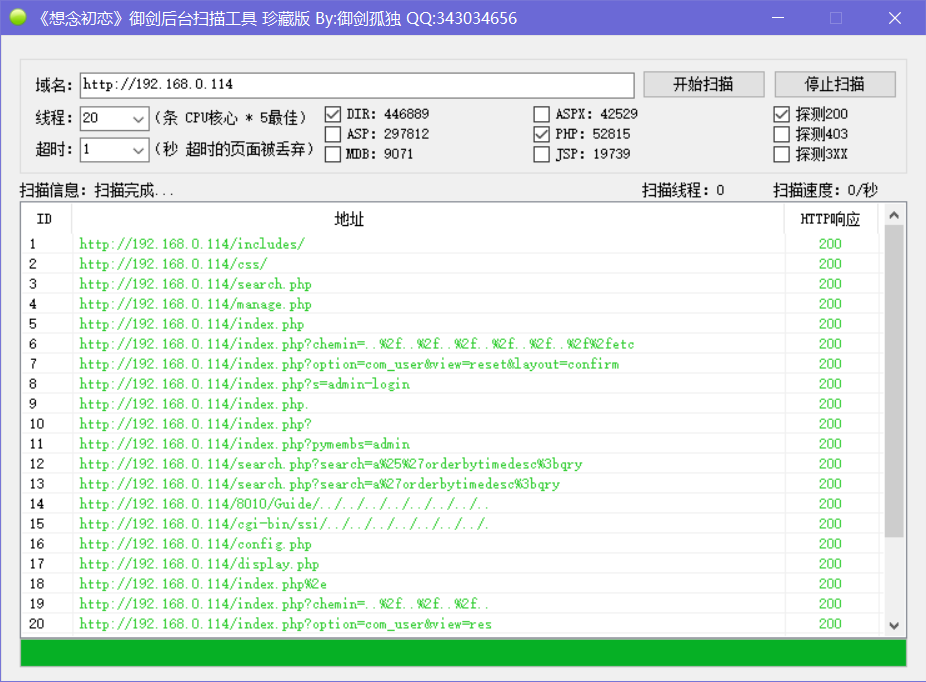 《想念初恋》御剑后台扫描工具 珍藏版 By:御剑孤独 QQ:343034656
域名: http://192.168.0.114 开始扫描 停止扫描
线程: 20 (条 CPU核心 * 5最佳) DIR: 446889 ASPX: 42529 探测200
ASP: 297812 PHP: 52815 探测403
超时: 1 (秒 超时的页面被丢弃) MDB: 9071 JSP: 19739 探测3XX
扫描信息: 扫描完成... 扫描线程: 0 扫描速度: 0/秒
ID 地址 HTTP响应
1 http://192.168.0.114/includes/ 200
2 http://192.168.0.114/css/ 200
3 http://192.168.0.114/search.php 200
4 http://192.168.0.114/manage.php 200
5 http://192.168.0.114/index.php 200
6 http://192.168.0.114/index.php?chemin=..%2f..%2f..%2f..%2f..%2f..%2f%2fetc 200
7 http://192.168.0.114/index.php?option=com_user&view=reset&layout=confirm 200
8 http://192.168.0.114/index.php?s=admin-login 200
9 http://192.168.0.114/index.php. 200
10 http://192.168.0.114/index.php? 200
11 http://192.168.0.114/index.php?pymembs=admin 200
12 http://192.168.0.114/search.php?search=a%25%27orderbytimedesc%3bqry 200
13 http://192.168.0.114/search.php?search=a%27orderbytimedesc%3bqry 200
14 http://192.168.0.114/8010/Guide/../../../../../../../.. 200
15 http://192.168.0.114/cgi-bin/ssi/../../../../../../../. 200
16 http://192.168.0.114/config.php 200
17 http://192.168.0.114/display.php 200
18 http://192.168.0.114/index.php%2e 200
19 http://192.168.0.114/index.php?chemin=..%2f..%2f..%2f.. 200
20 http://192.168.0.114/index.php?option=com_user&view=res 200